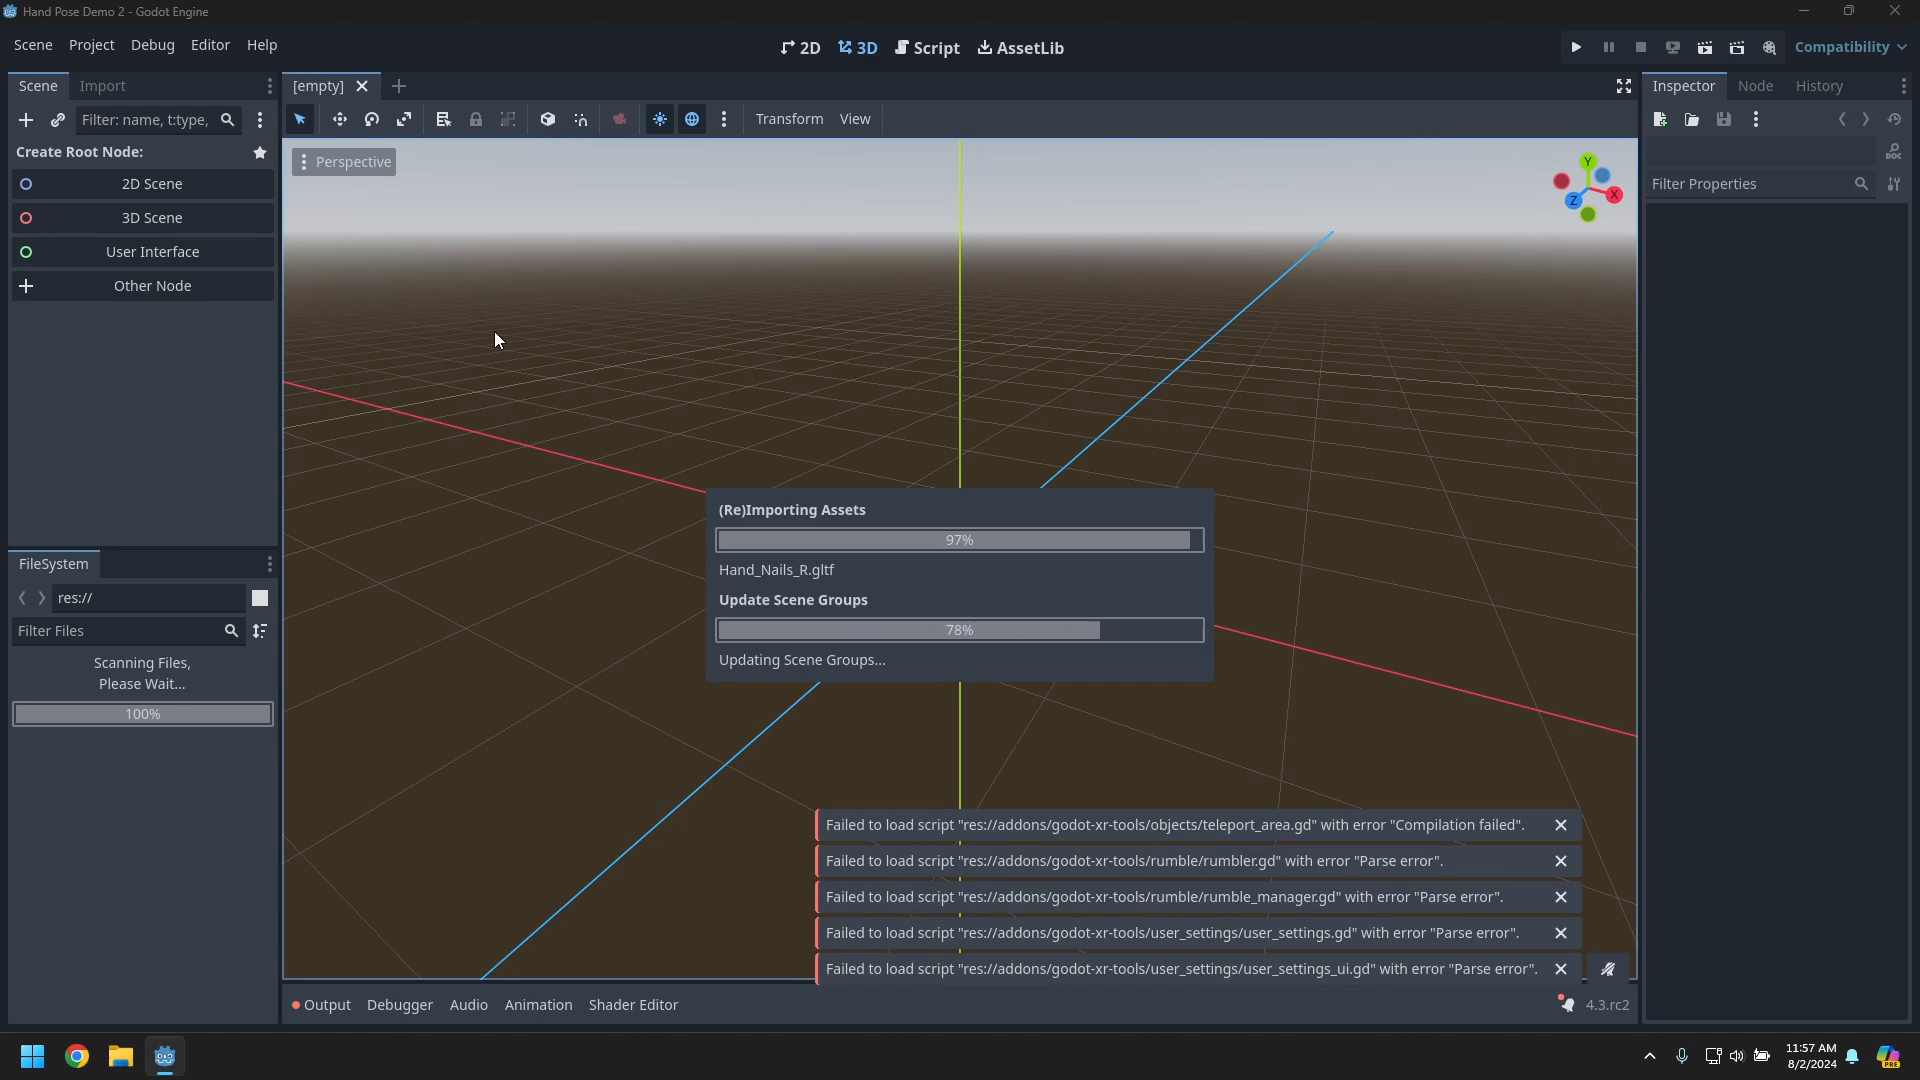 Hand Pose Demo 2 - Godot Engine
Scene Project Debug Editor Help
2D 3D Script AssetLib
Compatibility
Scene Import
[empty]
Inspector Node History
Filter: name, t:type,
Transform View
Create Root Node:
Perspective
2D Scene
3D Scene
User Interface
Other Node
Y
X
Z
DOC
Filter Properties
(Re)Importing Assets
97%
Hand_Nails_R.gltf
Update Scene Groups
78%
Updating Scene Groups...
FileSystem
res://
Filter Files
Scanning Files,
Please Wait...
100%
Failed to load script "res://addons/godot-xr-tools/objects/teleport_area.gd" with error "Compilation failed".
Failed to load script "res://addons/godot-xr-tools/rumble/rumbler.gd" with error "Parse error".
Failed to load script "res://addons/godot-xr-tools/rumble/rumble_manager.gd" with error "Parse error".
Failed to load script "res://addons/godot-xr-tools/user_settings/user_settings.gd" with error "Parse error".
Failed to load script "res://addons/godot-xr-tools/user_settings/user_settings_ui.gd" with error "Parse error".
Output Debugger Audio Animation Shader Editor
4.3.rc2
11:57 AM
8/2/2024
PRE